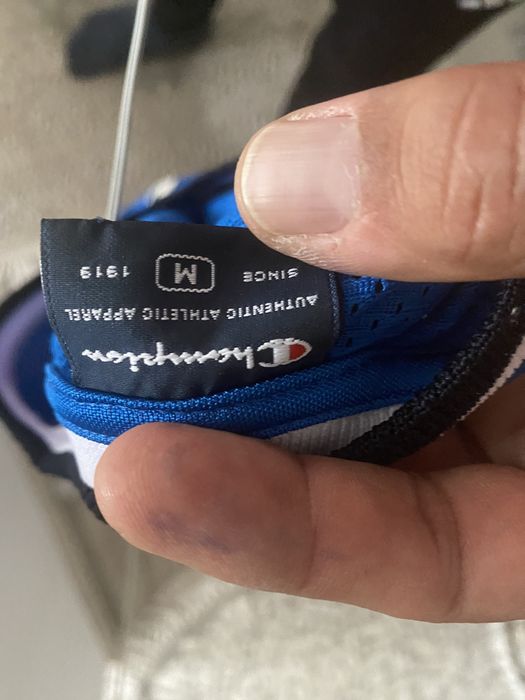 Champion
AUTHENTIC ATHLETIC APPAREL
SINCE M 1919